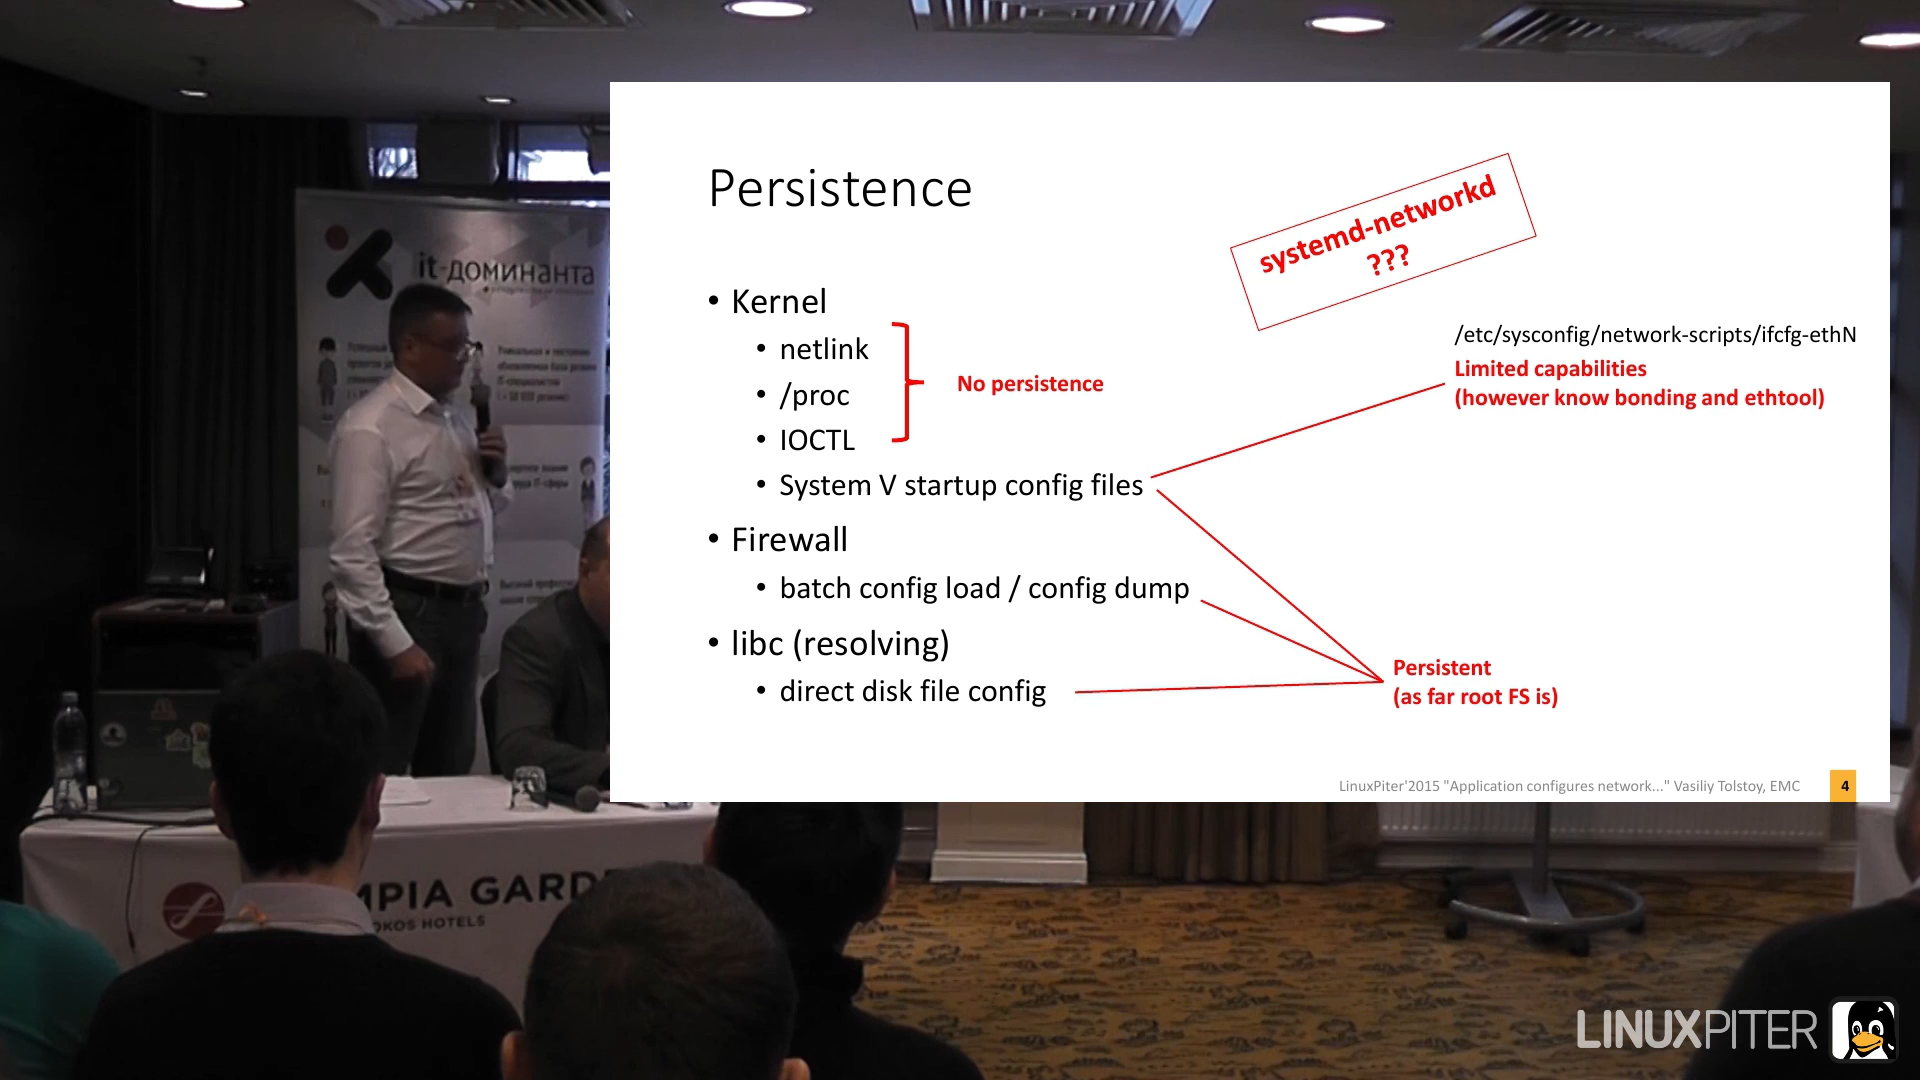 Persistence
systemd-networkd
???
• Kernel
• netlink
• /proc
• IOCTL
• System V startup config files
No persistence
/etc/sysconfig/network-scripts/ifcfg-ethN
Limited capabilities
(however know bonding and ethtool)
• Firewall
• batch config load / config dump
• libc (resolving)
• direct disk file config
Persistent
(as far root FS is)
LinuxPiter'2015 "Application configures network..." Vasiliy Tolstoy, EMC
4
it-доминанта
MPIA GARD
OKOS HOTELS
LINUXPITER